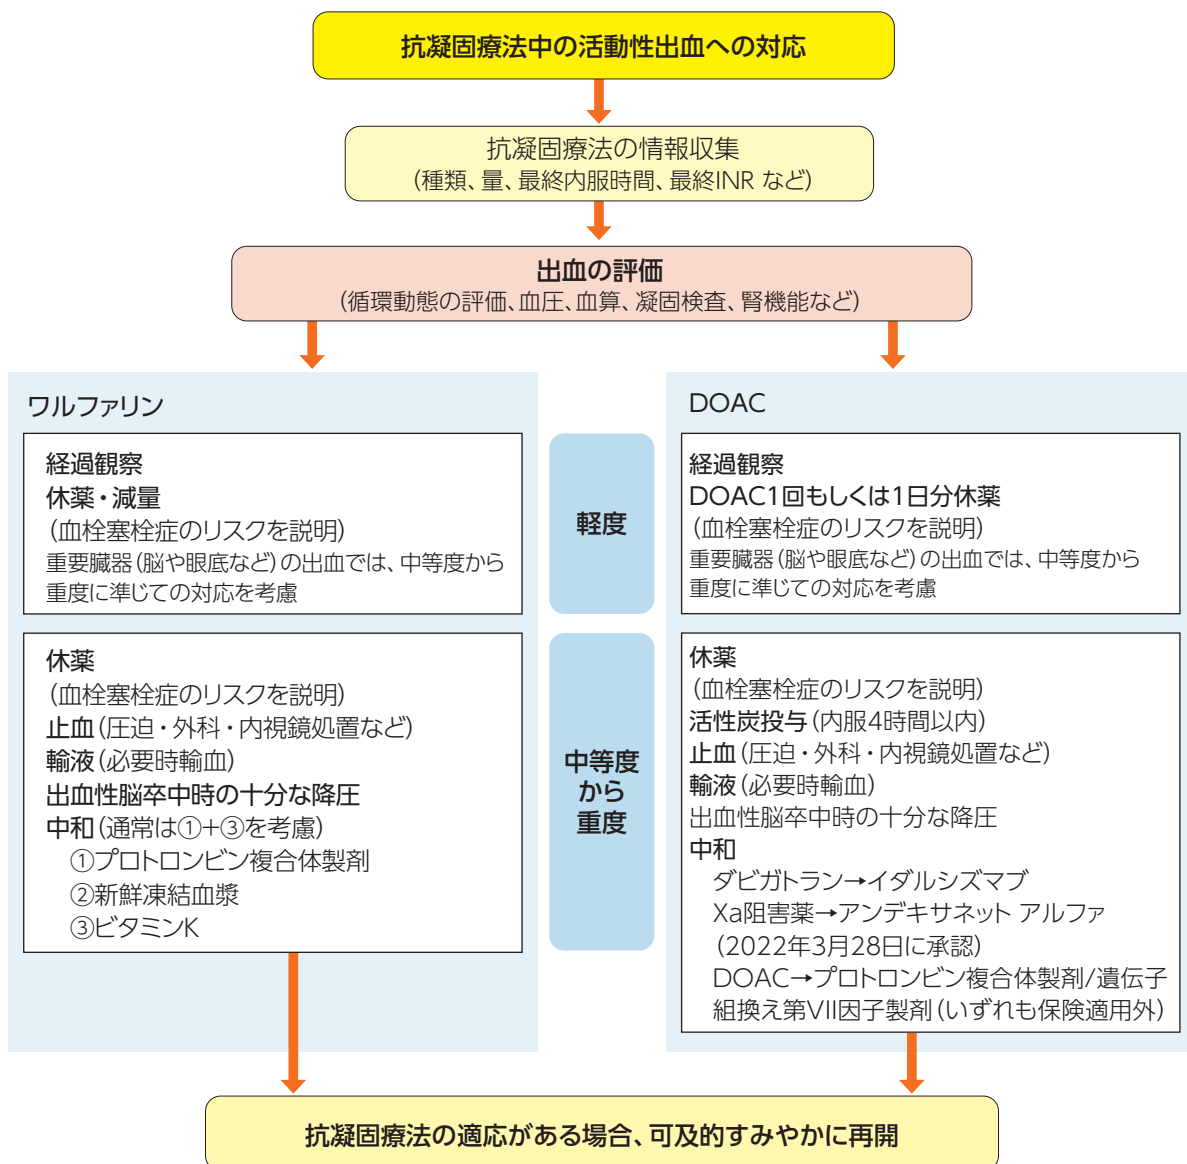 抗凝固療法中の活動性出血への対応
抗凝固療法の情報収集
(種類、量、最終内服時間、最終INR など)
出血の評価
(循環動態の評価、血圧、血算、凝固検査、腎機能など)
ワルファリン
経過観察
休薬・減量
(血栓塞栓症のリスクを説明)
重要臓器(脳や眼底など)の出血では、中等度から
重度に準じての対応を考慮
休薬
(血栓塞栓症のリスクを説明)
止血(圧迫・外科・内視鏡処置など)
輸液(必要時輸血)
出血性脳卒中時の十分な降圧
中和(通常は①+③を考慮)
①プロトロンビン複合体製剤
②新鮮凍結血漿
③ビタミンK
軽度
中等度
から
重度
DOAC
経過観察
DOAC1回もしくは1日分休薬
(血栓塞栓症のリスクを説明)
重要臓器(脳や眼底など)の出血では、中等度から
重度に準じての対応を考慮
休薬
(血栓塞栓症のリスクを説明)
活性炭投与(内服4時間以内)
止血(圧迫・外科・内視鏡処置など)
輸液(必要時輸血)
出血性脳卒中時の十分な降圧
中和
ダビガトラン→イダルシズマブ
Xa阻害薬→アンデキサネット アルファ
(2022年3月28日に承認)
DOAC→プロトロンビン複合体製剤/遺伝子
組換え第VII因子製剤(いずれも保険適用外)
抗凝固療法の適応がある場合、可及的すみやかに再開